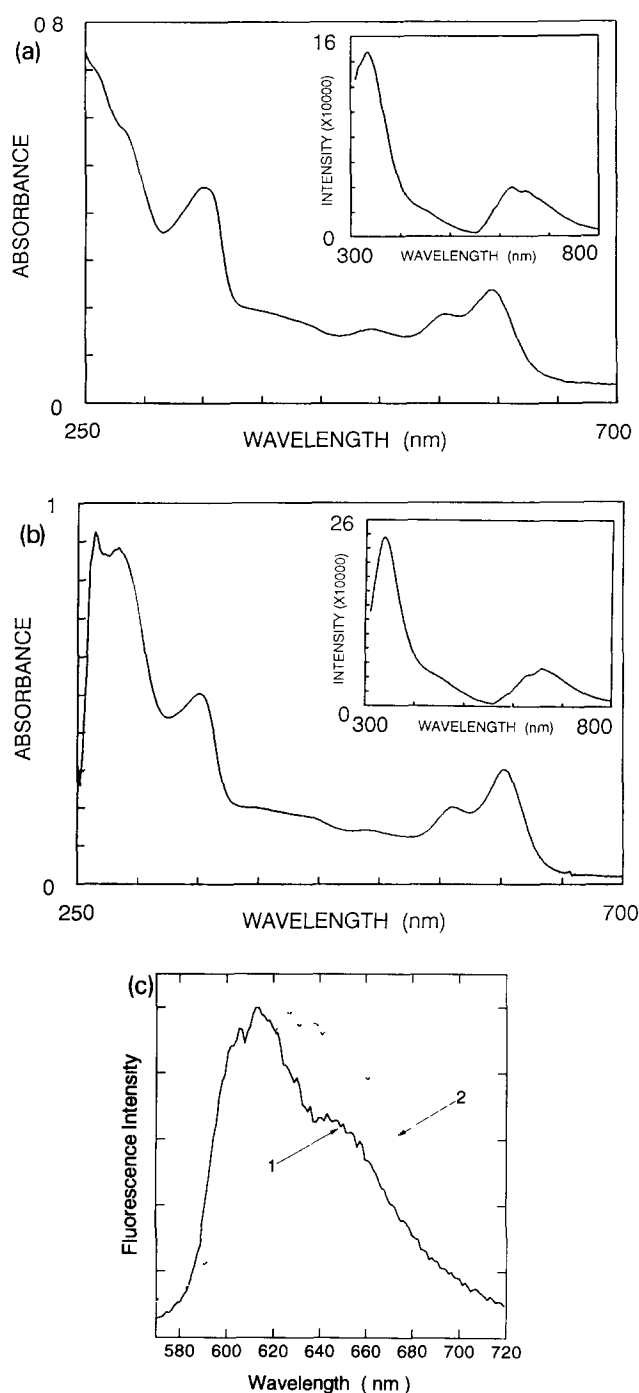 (a)
0 8
ABSORBANCE
0
250
WAVELENGTH (nm)
700
16
INTENSITY (X10000)
0
300
WAVELENGTH (nm)
800
(b)
1
ABSORBANCE
0
250
WAVELENGTH (nm)
700
26
INTENSITY (X10000)
0
300
WAVELENGTH (nm)
800
(c)
Fluorescence Intensity
1
2
580 600 620 640 660 680 700 720
Wavelength (nm)